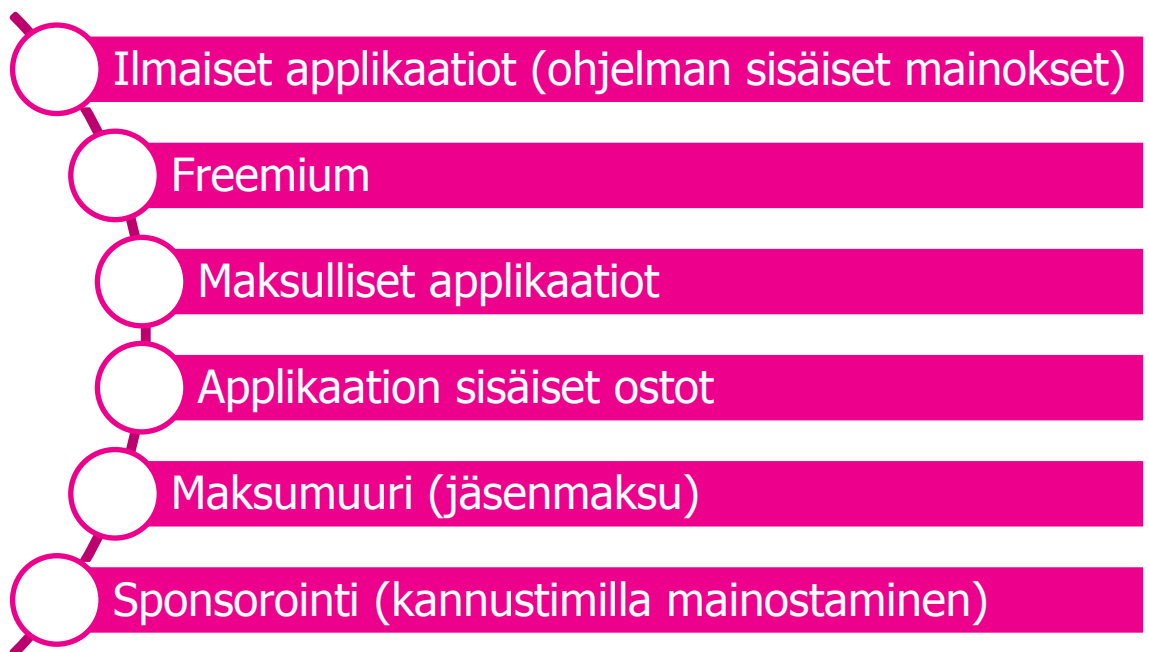 Ilmaiset applikaatiot (ohjelman sisäiset mainokset)
Freemium
Maksulliset applikaatiot
Applikaation sisäiset ostot
Maksumuuri (jäsenmaksu)
Sponsorointi (kannustimilla mainostaminen)